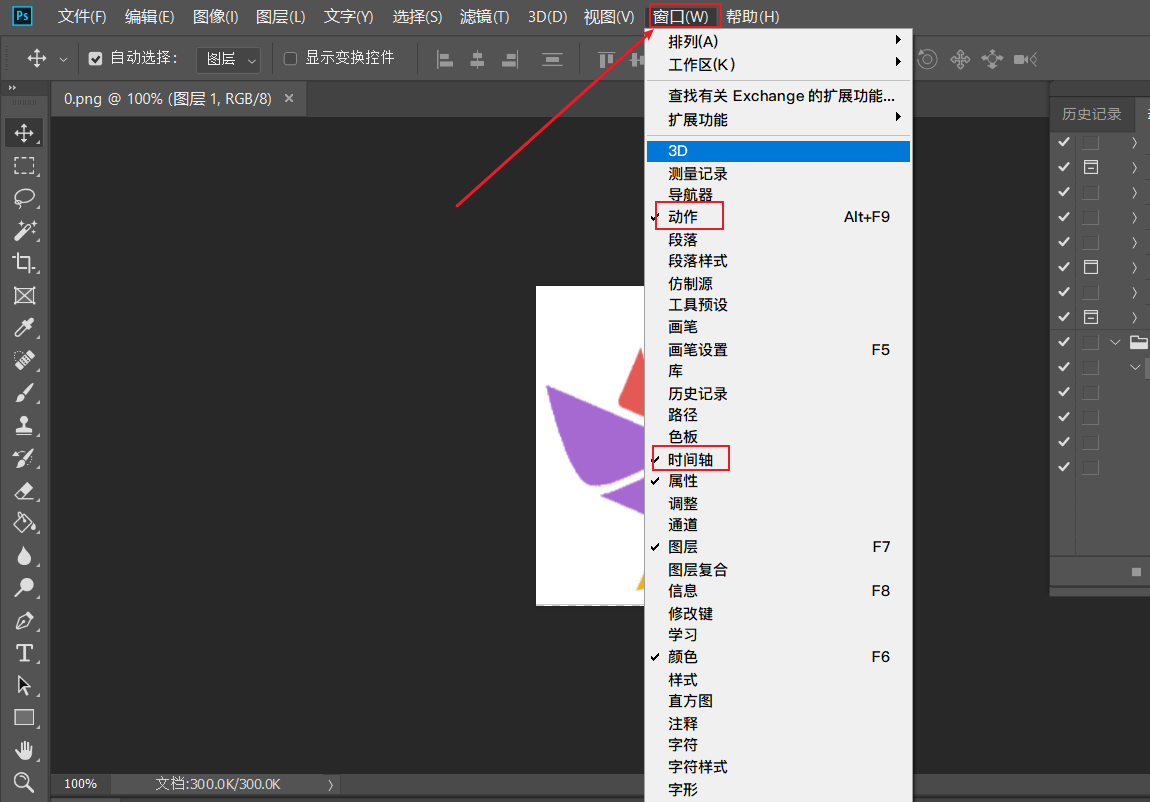 Ps 文件(F) 编辑(E) 图像(I) 图层(L) 文字(Y) 选择(S) 滤镜(T) 3D(D) 视图(V) 窗口(W) 帮助(H)
自动选择： 图层 显示变换控件
0.png @ 100% (图层 1, RGB/8)
排列(A)
工作区(K)
查找有关 Exchange 的扩展功能...
扩展功能
3D
测量记录
导航器
动作 Alt+F9
段落
段落样式
仿制源
工具预设
画笔
画笔设置 F5
库
历史记录
路径
色板
时间轴
属性
调整
通道
图层 F7
图层复合
信息 F8
修改键
学习
颜色 F6
样式
直方图
注释
字符
字符样式
字形
历史记录
100% 文档:300.0K/300.0K